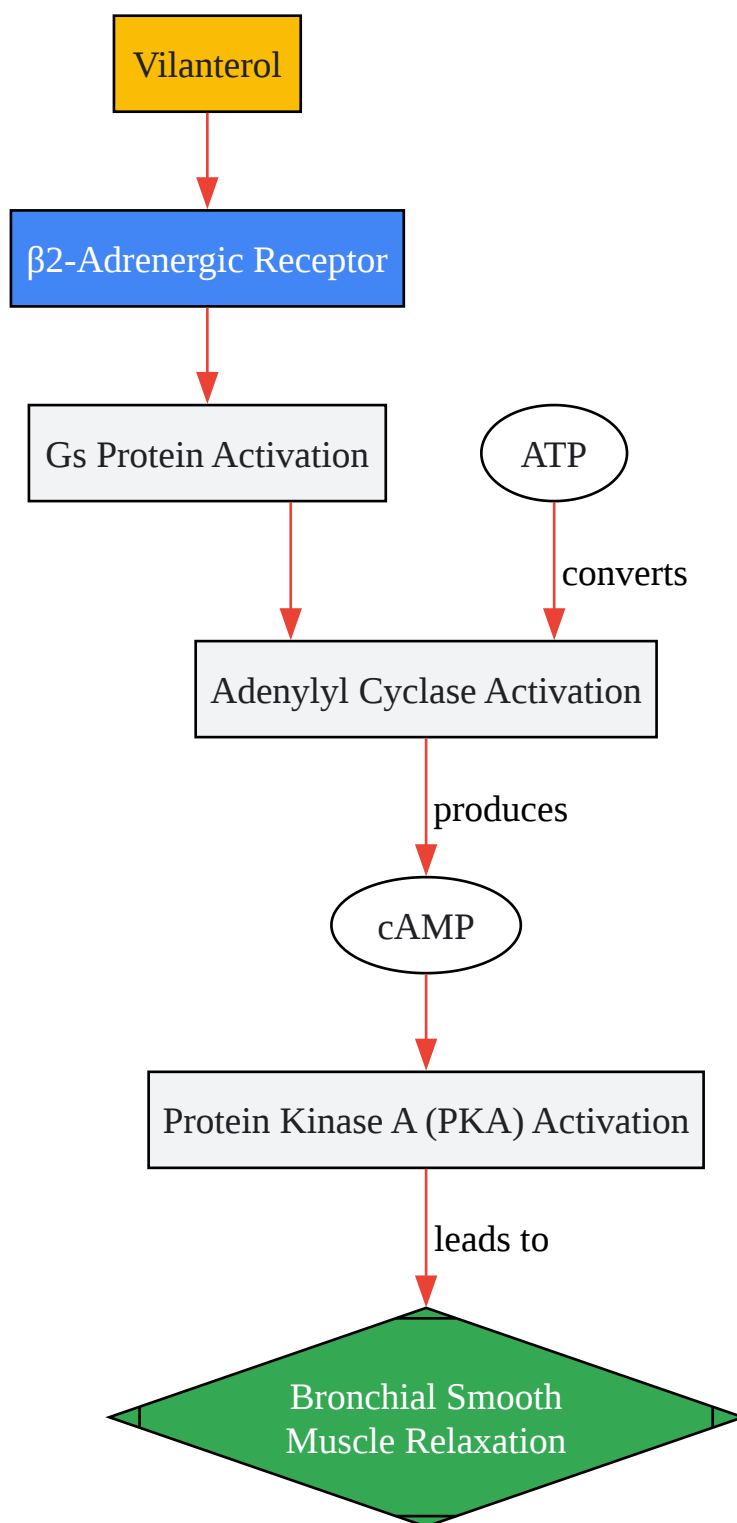 Vilanterol
β2-Adrenergic Receptor
Gs Protein Activation
ATP
converts
Adenylyl Cyclase Activation
produces
cAMP
Protein Kinase A (PKA) Activation
leads to
Bronchial Smooth
Muscle Relaxation